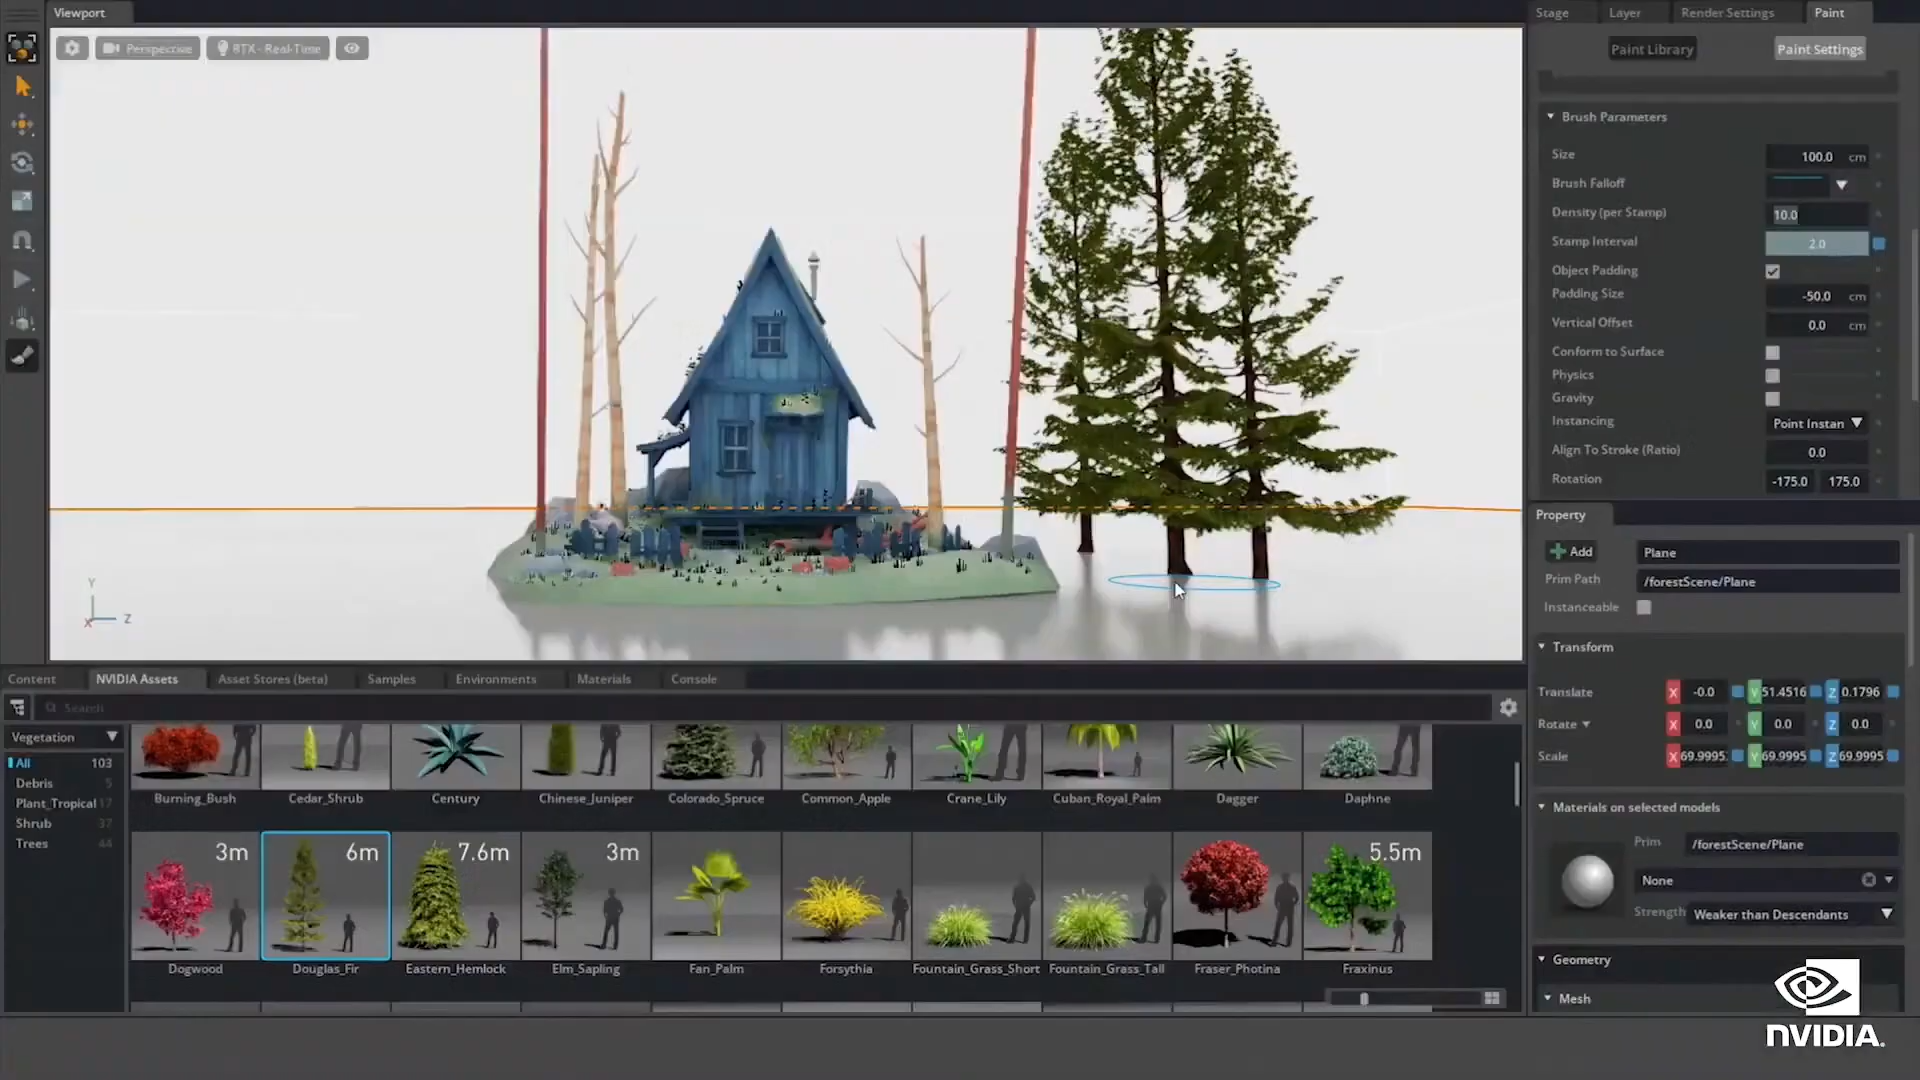 Viewport
Stage
Layer
Render Settings
Paint
Perspective
RTX - Real-Time
Paint Library
Paint Settings
Brush Parameters
Size
100.0 cm
Brush Falloff
Density (per Stamp)
10.0
Stamp Interval
2.0
Object Padding
Padding Size
-50.0 cm
Vertical Offset
0.0 cm
Conform to Surface
Physics
Gravity
Instancing
Point Instan
Align To Stroke (Ratio)
0.0
Rotation
-175.0 175.0
Y
X
Z
Property
Add
Plane
Prim Path
/forestScene/Plane
Instanceable
Transform
Translate
X -0.0 Y 51.4516 Z 0.1796
Rotate
X 0.0 Y 0.0 Z 0.0
Scale
X 69.9995 Y 69.9995 Z 69.9995
Materials on selected models
Prim
/forestScene/Plane
None
Strength
Weaker than Descendants
Geometry
Mesh
Content
NVIDIA Assets
Asset Stores (beta)
Samples
Environments
Materials
Console
Search
Vegetation
All 103
Debris 5
Plant_Tropical 17
Shrub 37
Trees 44
Burning_Bush
Cedar_Shrub
Century
Chinese_Juniper
Colorado_Spruce
Common_Apple
Crane_Lily
Cuban_Royal_Palm
Dagger
Daphne
3m
6m
7.6m
3m
5.5m
Dogwood
Douglas_Fir
Eastern_Hemlock
Elm_Sapling
Fan_Palm
Forsythia
Fountain_Grass_Short
Fountain_Grass_Tall
Fraser_Photina
Fraxinus
NVIDIA.